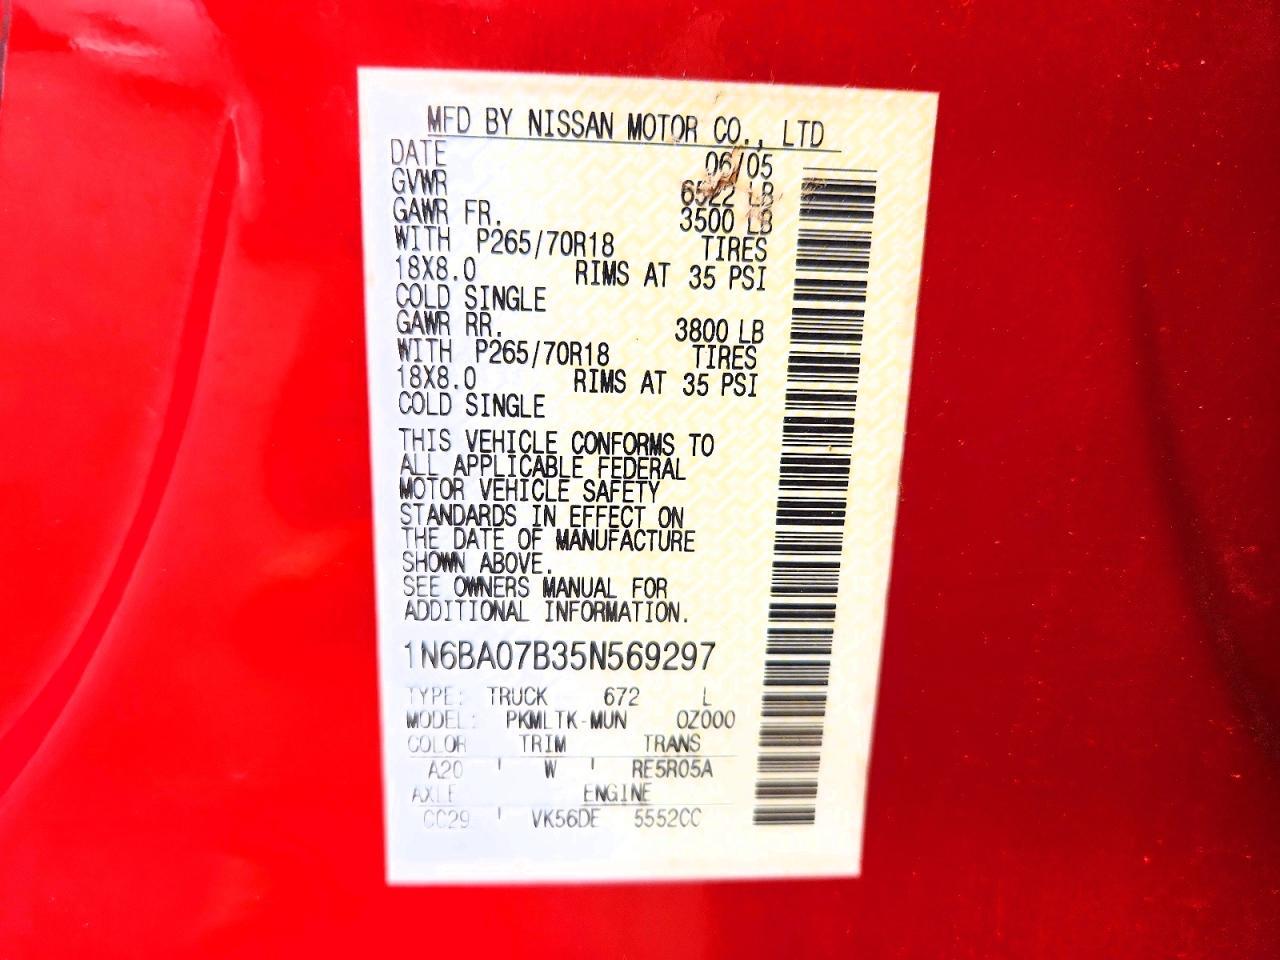 MFD BY NISSAN MOTOR CO., LTD
DATE 06/05
GVWR 6522 LB
GAWR FR. 3500 LB
WITH P265/70R18 TIRES
18X8.0 RIMS AT 35 PSI
COLD SINGLE
GAWR RR. 3800 LB
WITH P265/70R18 TIRES
18X8.0 RIMS AT 35 PSI
COLD SINGLE
THIS VEHICLE CONFORMS TO
ALL APPLICABLE FEDERAL
MOTOR VEHICLE SAFETY
STANDARDS IN EFFECT ON
THE DATE OF MANUFACTURE
SHOWN ABOVE.
SEE OWNERS MANUAL FOR
ADDITIONAL INFORMATION.
1N6BA07B35N569297
TYPE: TRUCK 672 L
MODEL: PKMLTK-MUN 0Z000
COLOR TRIM TRANS
A20 W RE5R05A
AXLE ENGINE
CC29 VK56DE 5552CC